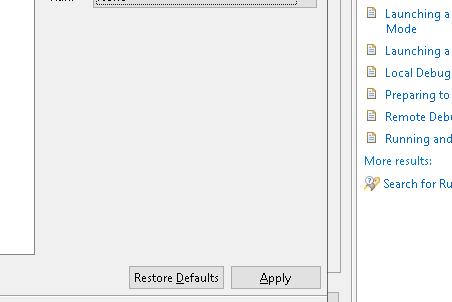 None
Launching a
Mode
Launching a
Local Debug
Preparing to
Remote Debu
Running and
More results:
Search for Ru
Restore Defaults
Apply